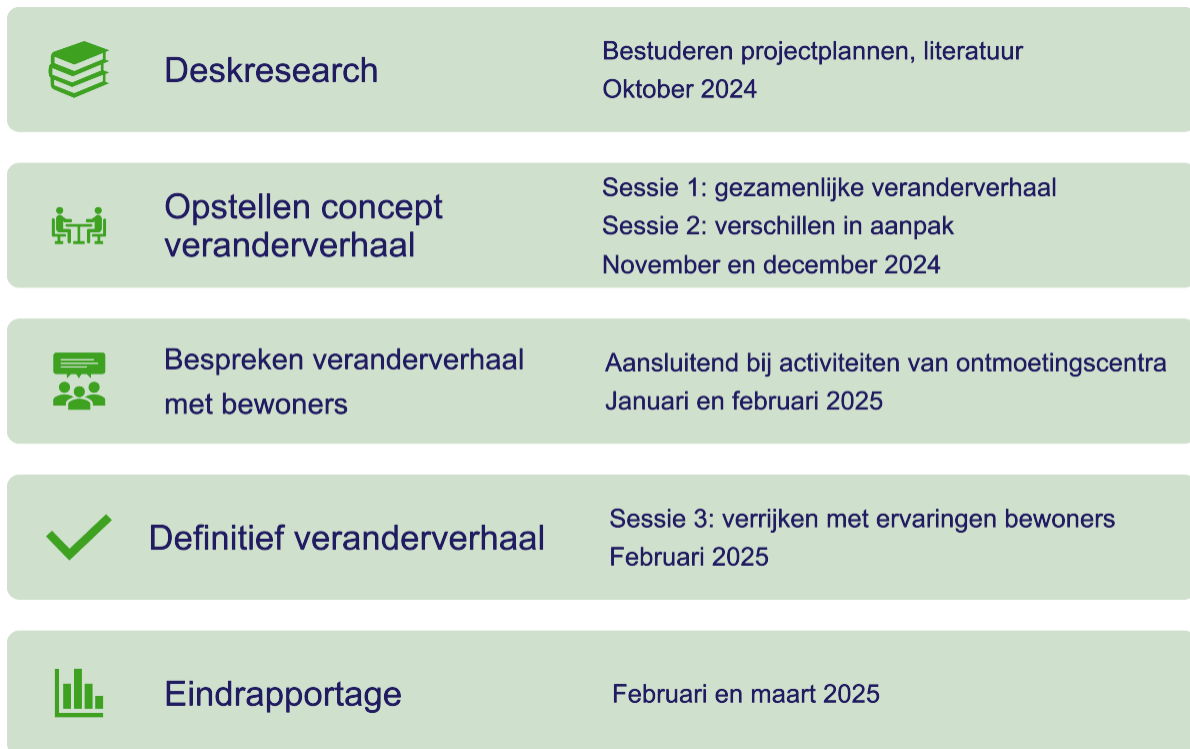 Deskresearch
Bestuderen projectplannen, literatuur
Oktober 2024
Opstellen concept
veranderverhaal
Sessie 1: gezamenlijke veranderverhaal
Sessie 2: verschillen in aanpak
November en december 2024
Bespreken veranderverhaal
met bewoners
Aansluitend bij activiteiten van ontmoetingscentra
Januari en februari 2025
Definitief veranderverhaal
Sessie 3: verrijken met ervaringen bewoners
Februari 2025
Eindrapportage
Februari en maart 2025